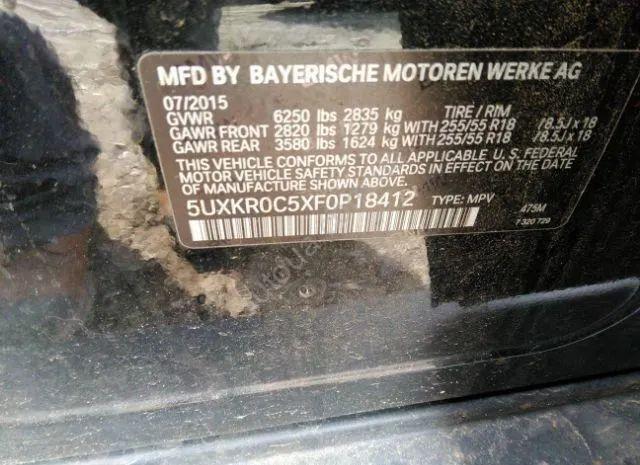 MFD BY BAYERISCHE MOTOREN WERKE AG
07/2015 TIRE / RIM
GVWR 6250 lbs 2835 kg
GAWR FRONT 2820 lbs 1279 kg WITH 255/55 R18 /8.5J x 18
GAWR REAR 3580 lbs 1624 kg WITH 255/55 R18 /8.5J x 18
THIS VEHICLE CONFORMS TO ALL APPLICABLE U. S. FEDERAL
MOTOR VEHICLE SAFETY STANDARDS IN EFFECT ON THE
DATE OF MANUFACTURE SHOWN ABOVE.
5UXKR0C5XF0P18412 TYPE: MPV 475M
7 320 729